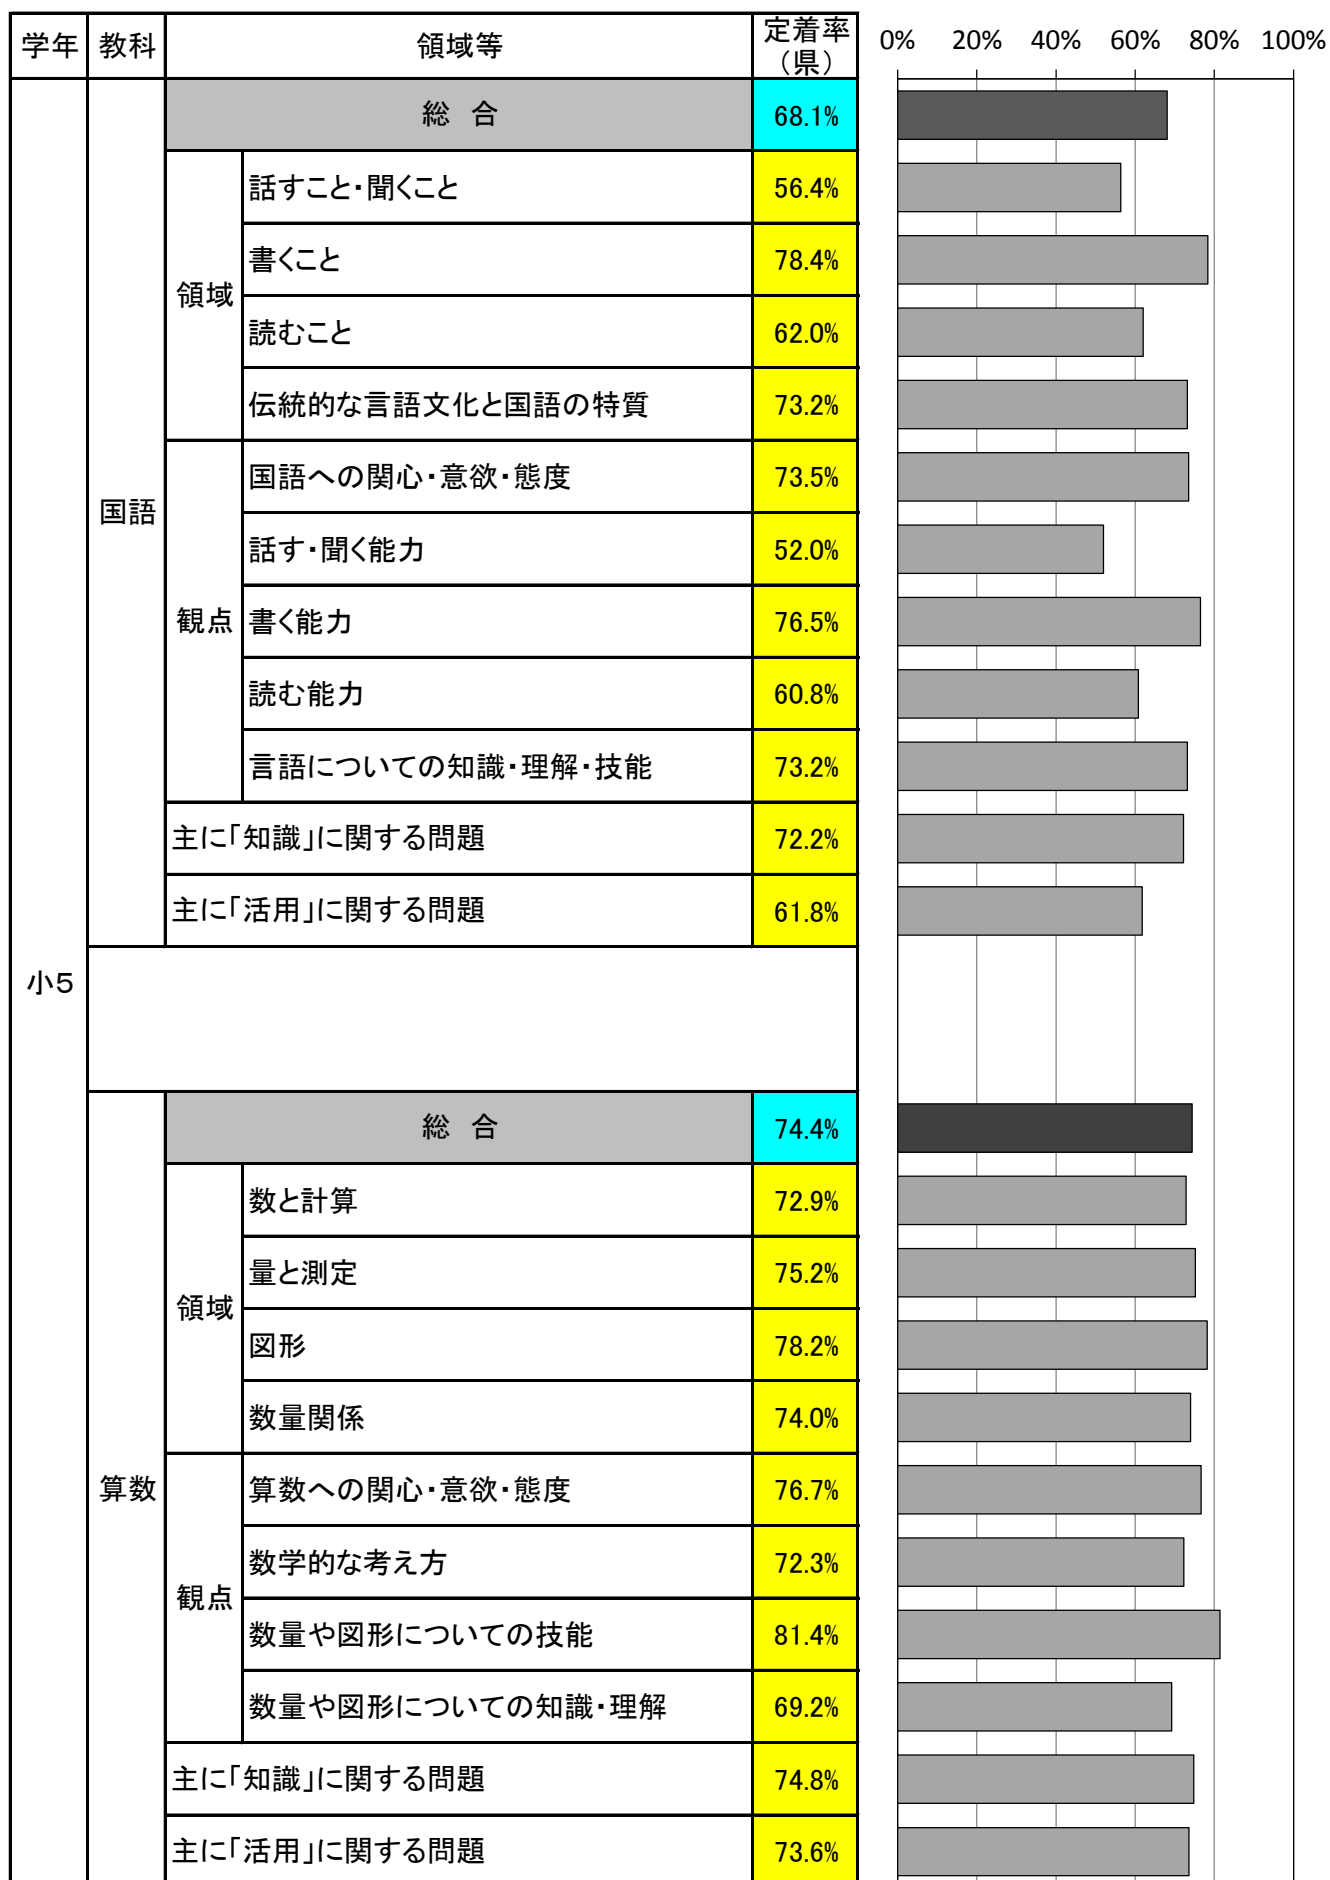 学年 教科 領域等 定着率
（県）
0% 20% 40% 60% 80% 100%
総 合 68.1%
話すこと・聞くこと 56.4%
書くこと 78.4%
領域
読むこと 62.0%
伝統的な言語文化と国語の特質 73.2%
国語への関心・意欲・態度 73.5%
国語
話す・聞く能力 52.0%
観点 書く能力 76.5%
読む能力 60.8%
言語についての知識・理解・技能 73.2%
主に「知識」に関する問題 72.2%
主に「活用」に関する問題 61.8%
小５
総 合 74.4%
数と計算 72.9%
量と測定 75.2%
領域
図形 78.2%
数量関係 74.0%
算数 算数への関心・意欲・態度 76.7%
数学的な考え方 72.3%
観点
数量や図形についての技能 81.4%
数量や図形についての知識・理解 69.2%
主に「知識」に関する問題 74.8%
主に「活用」に関する問題 73.6%